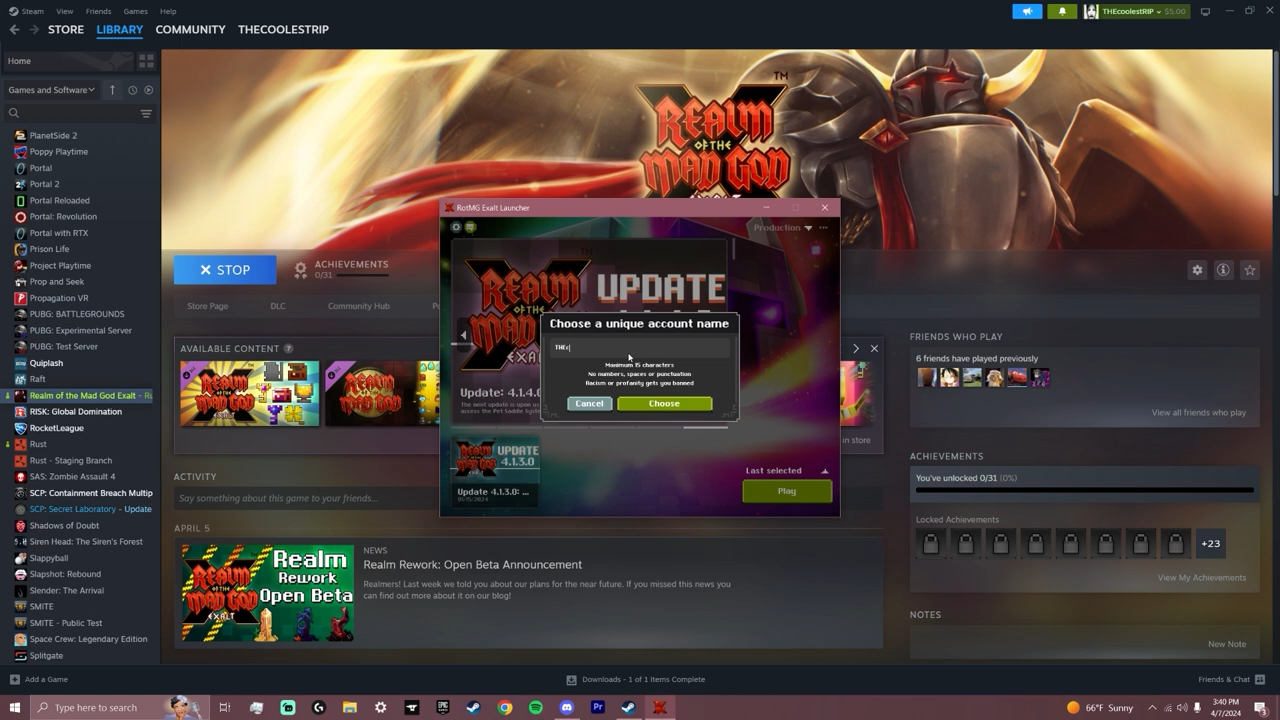 Steam View Friends Games Help
THEcoolestRIP $5.00
STORE LIBRARY COMMUNITY THECOOLESTRIP
Home
Games and Software
PlanetSide 2
Poppy Playtime
Portal
Portal 2
Portal Reloaded
Portal: Revolution
Portal with RTX
Prison Life
Project Playtime
Prop and Seek
Propagation VR
PUBG: BATTLEGROUNDS
PUBG: Experimental Server
PUBG: Test Server
Quiplash
Raft
Realm of the Mad God Exalt - Ru
RISK: Global Domination
RocketLeague
Rust
Rust - Staging Branch
SAS: Zombie Assault 4
SCP: Containment Breach Multip
SCP: Secret Laboratory - Update
Shadows of Doubt
Siren Head: The Siren's Forest
Slappyball
Slapshot: Rebound
Slender: The Arrival
SMITE
SMITE - Public Test
Space Crew: Legendary Edition
Splitgate
Add a Game
TM
REALM
OF THE
MAD GOD
STOP
ACHIEVEMENTS
0/31
Store Page DLC Community Hub
AVAILABLE CONTENT ?
in store
ACTIVITY
Say something about this game to your friends...
APRIL 5
Realm
Rework
Open Beta
NEWS
Realm Rework: Open Beta Announcement
Realmers! Last week we told you about our plans for the near future. If you missed this news you
can find out more about it on our blog!
RotMG Exalt Launcher
Production
TM
REALM
OF THE
UPDATE
Choose a unique account name
THEc
Maximum 15 characters
No numbers, spaces or punctuation
Racism or profanity gets you banned
Cancel Choose
Update: 4.1.4.0
UPDATE
4.1.3.0
Update 4.1.3.0: ...
Last selected
Play
FRIENDS WHO PLAY
6 friends have played previously
View all friends who play
ACHIEVEMENTS
You've unlocked 0/31 (0%)
Locked Achievements
+23
View My Achievements
NOTES
New Note
Downloads - 1 of 1 Items Complete
Friends & Chat
Type here to search
66°F Sunny
3:40 PM
4/7/2024
3